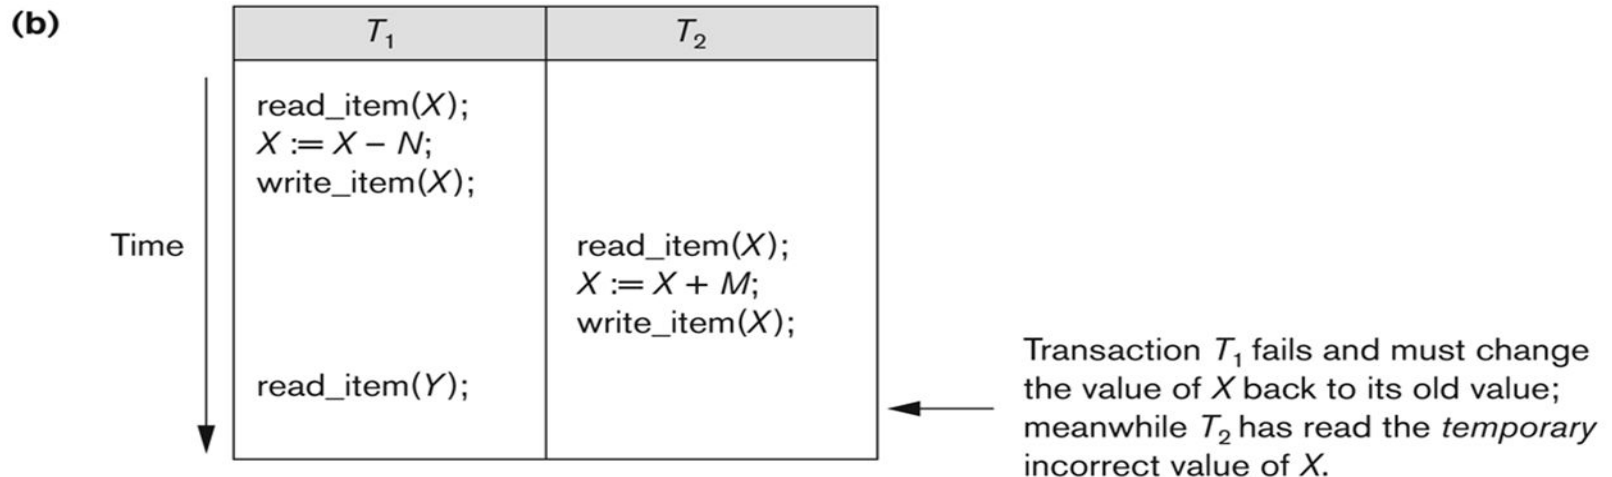 (b)
T1 T2
read_item(X);
X := X – N;
write_item(X);
Time
read_item(X);
X := X + M;
write_item(X);
read_item(Y);
Transaction T1 fails and must change
the value of X back to its old value;
meanwhile T2 has read the temporary
incorrect value of X.